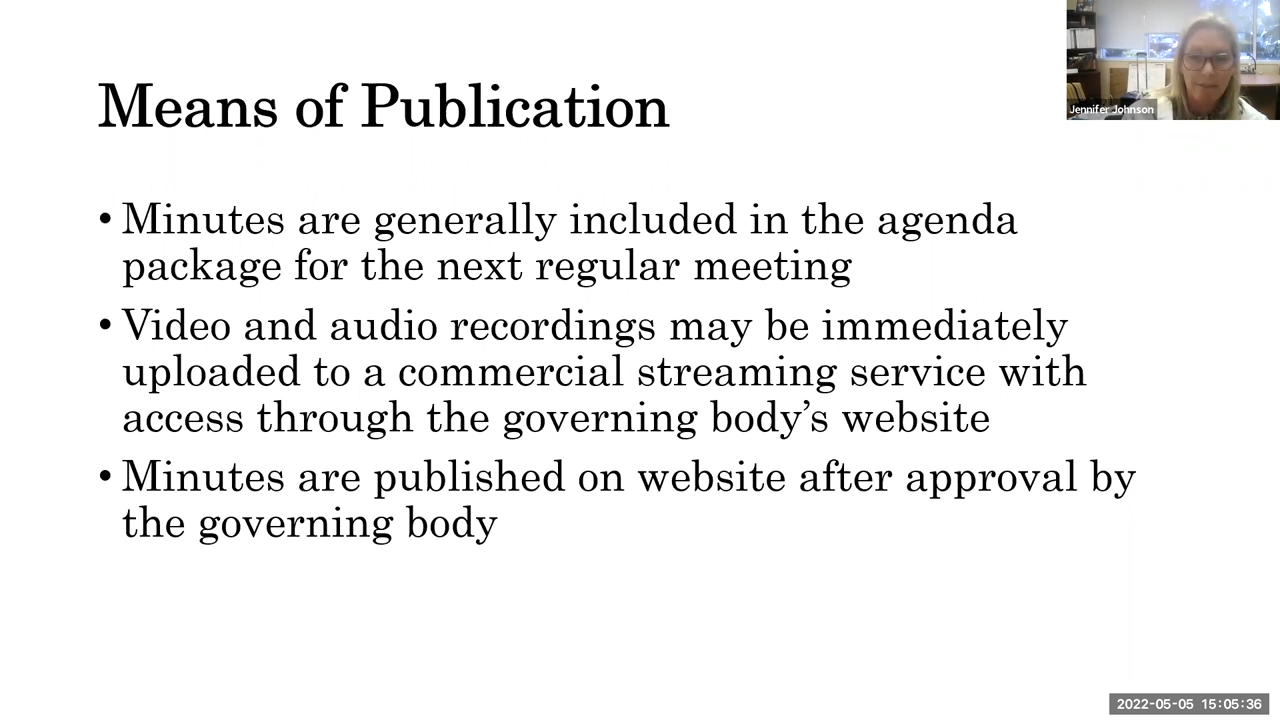 Means of Publication
Jennifer Johnson
• Minutes are generally included in the agenda
package for the next regular meeting
• Video and audio recordings may be immediately
uploaded to a commercial streaming service with
access through the governing body’s website
• Minutes are published on website after approval by
the governing body
2022-05-05 15:05:36